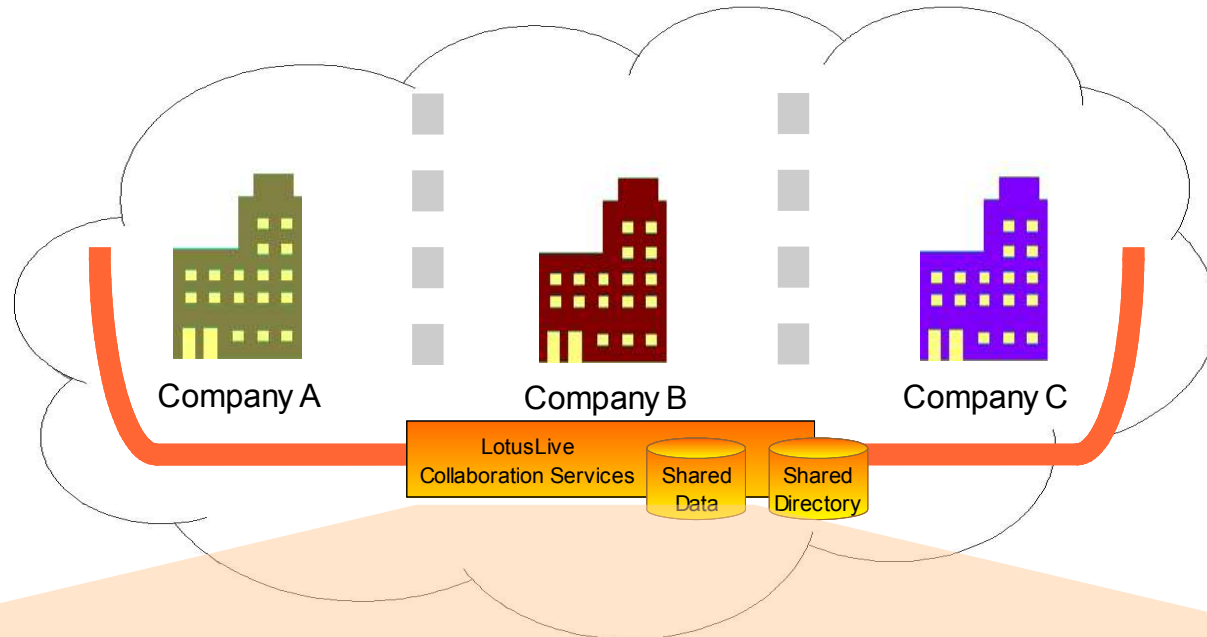 Company A
Company B
Company C
LotusLive
Collaboration Services
Shared
Data
Shared
Directory